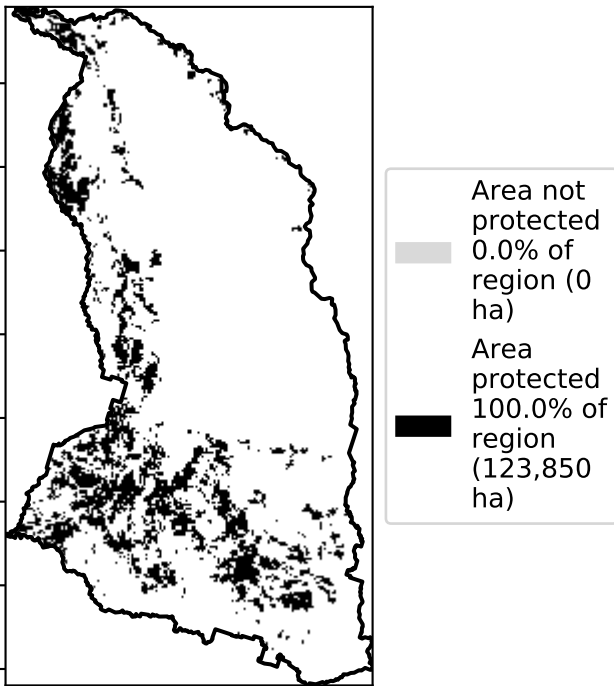 Area not
protected
0.0% of
region (0
ha)
Area
protected
100.0% of
region
(123,850
ha)